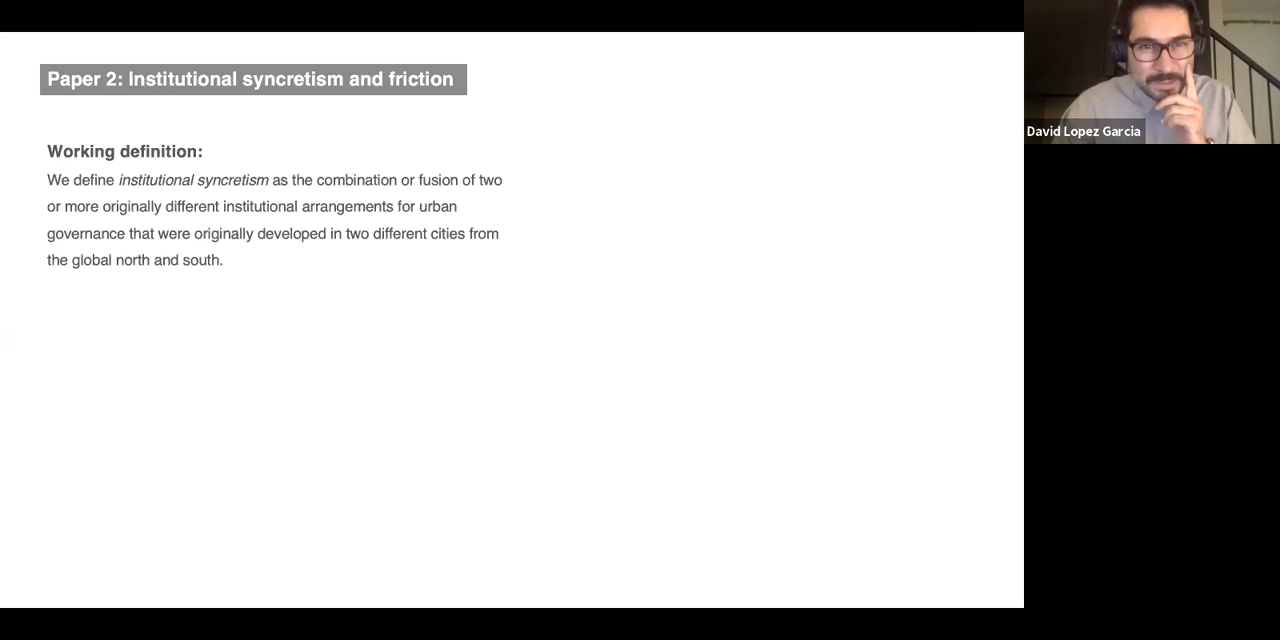 Paper 2: Institutional syncretism and friction
Working definition:
We define institutional syncretism as the combination or fusion of two
or more originally different institutional arrangements for urban
governance that were originally developed in two different cities from
the global north and south.
David Lopez Garcia